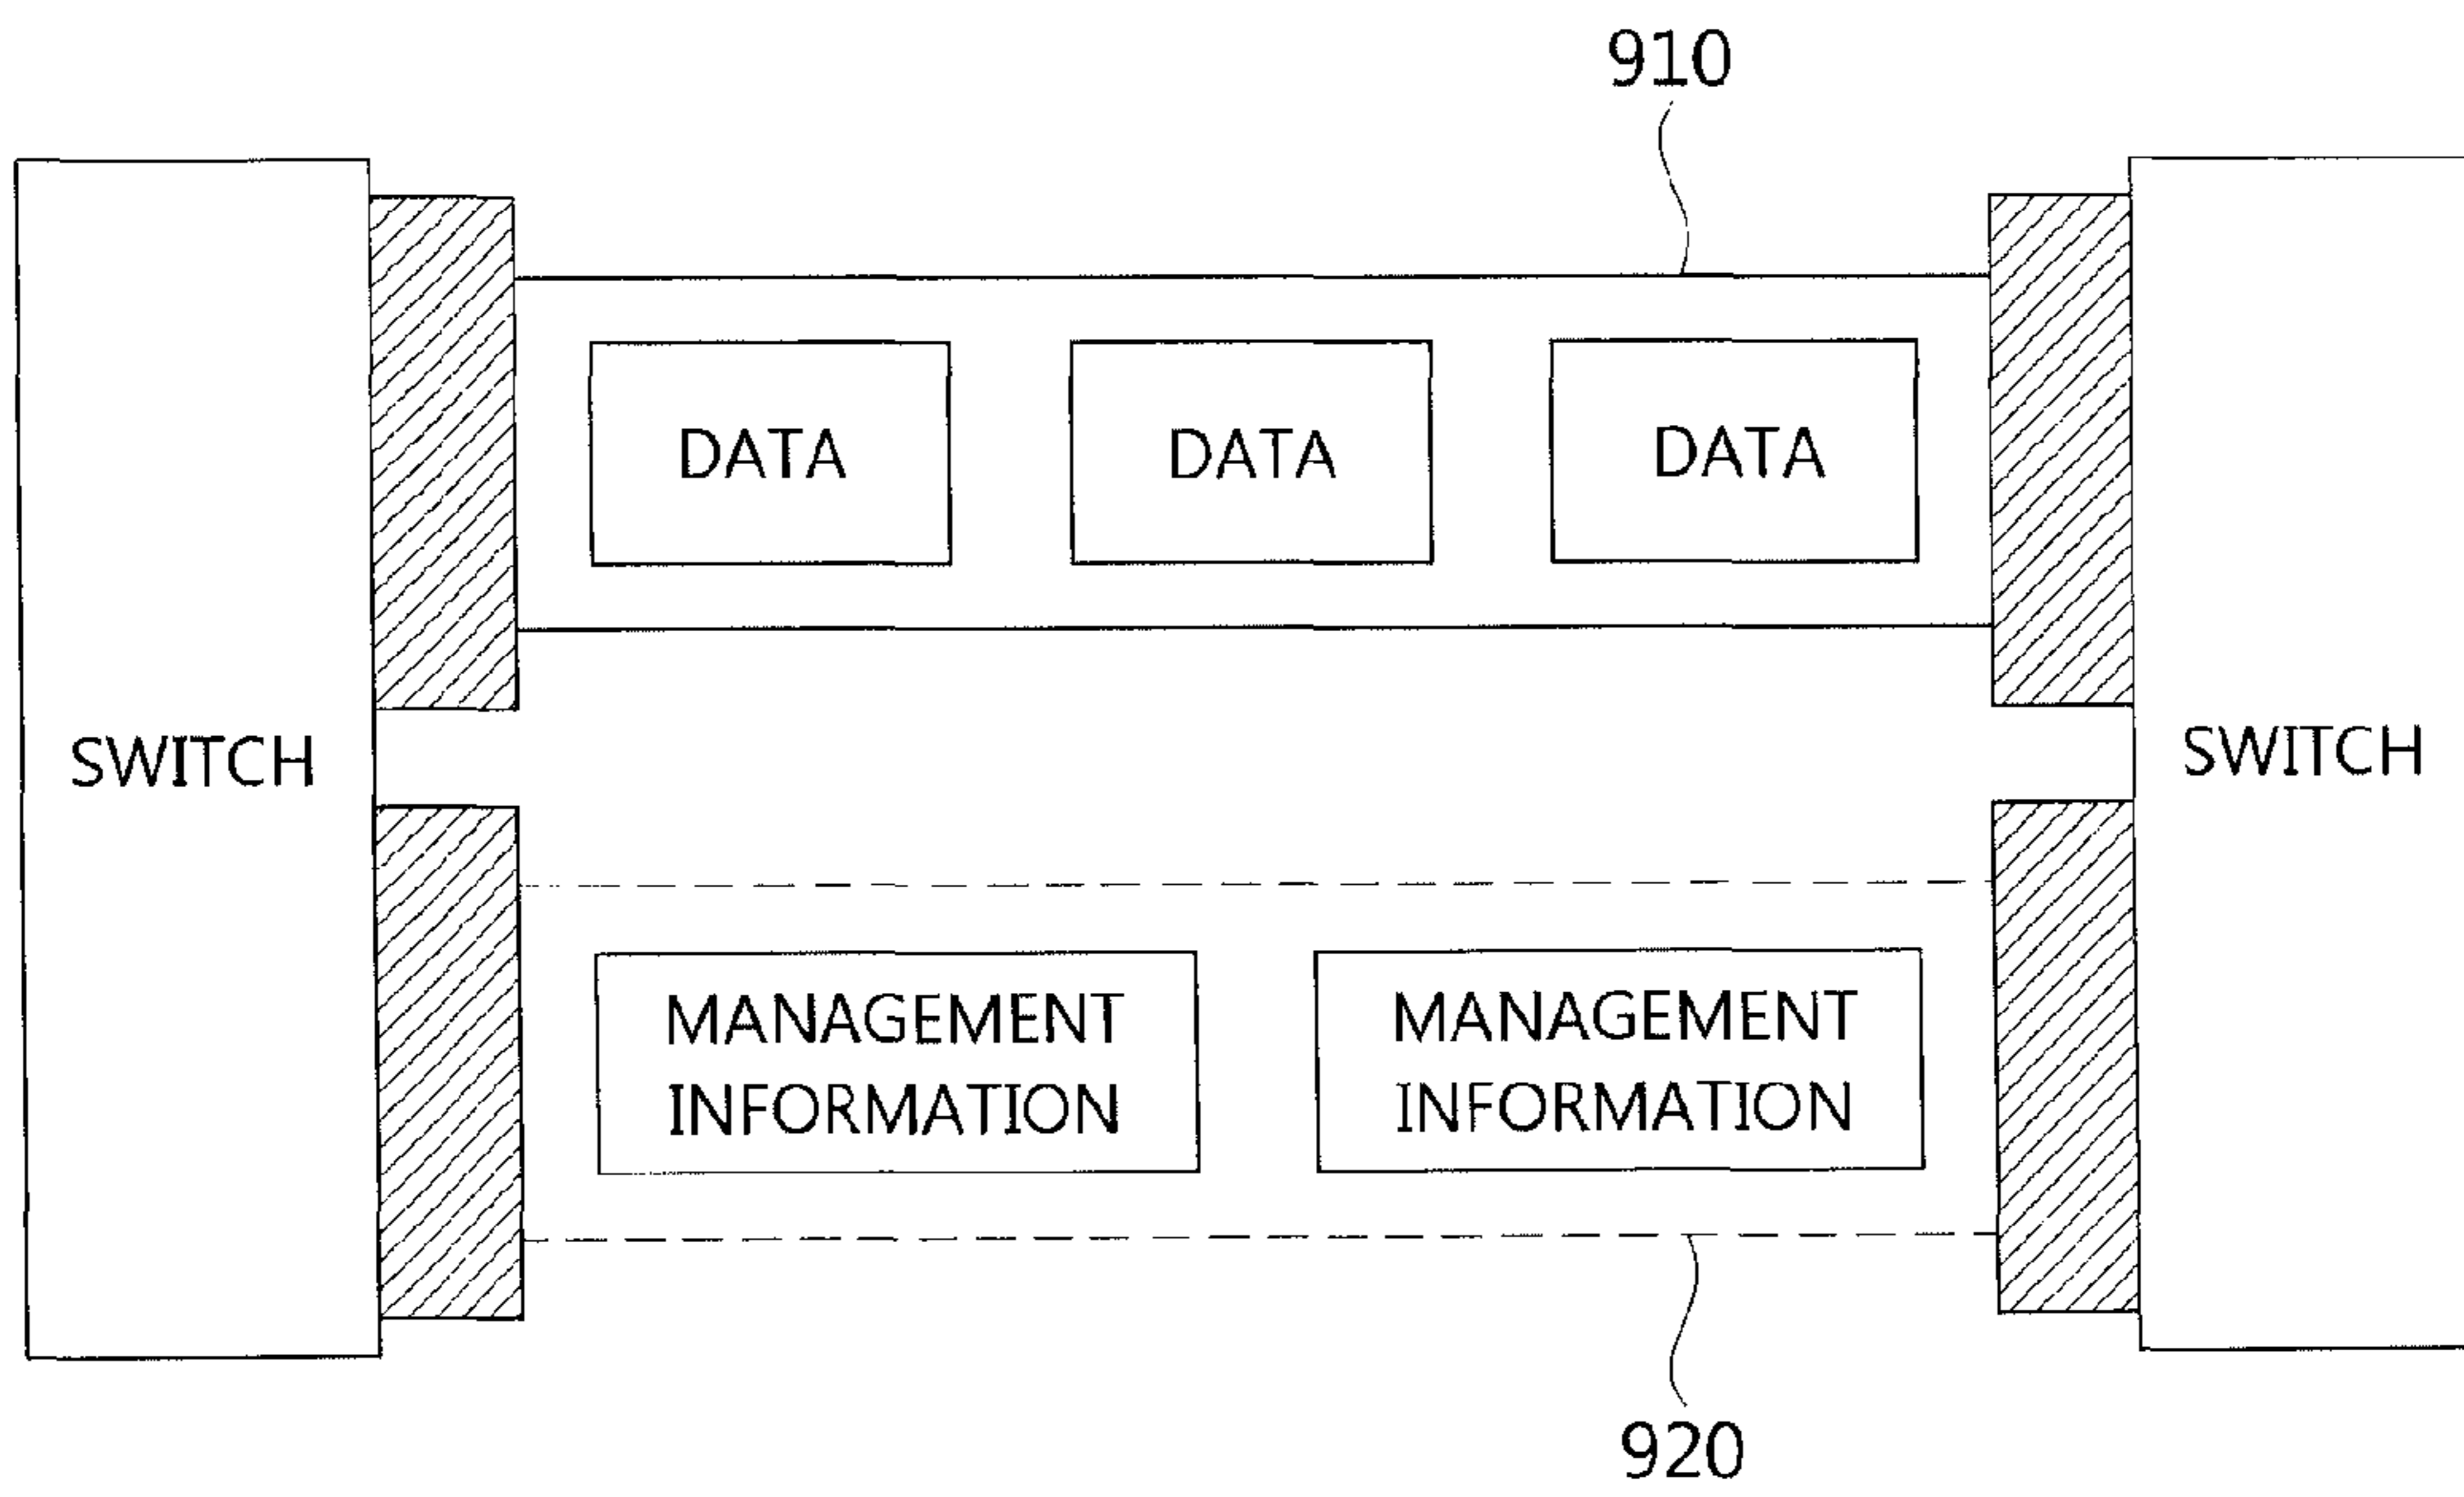 910
DATA
DATA
DATA
SWITCH
SWITCH
MANAGEMENT
INFORMATION
MANAGEMENT
INFORMATION
920